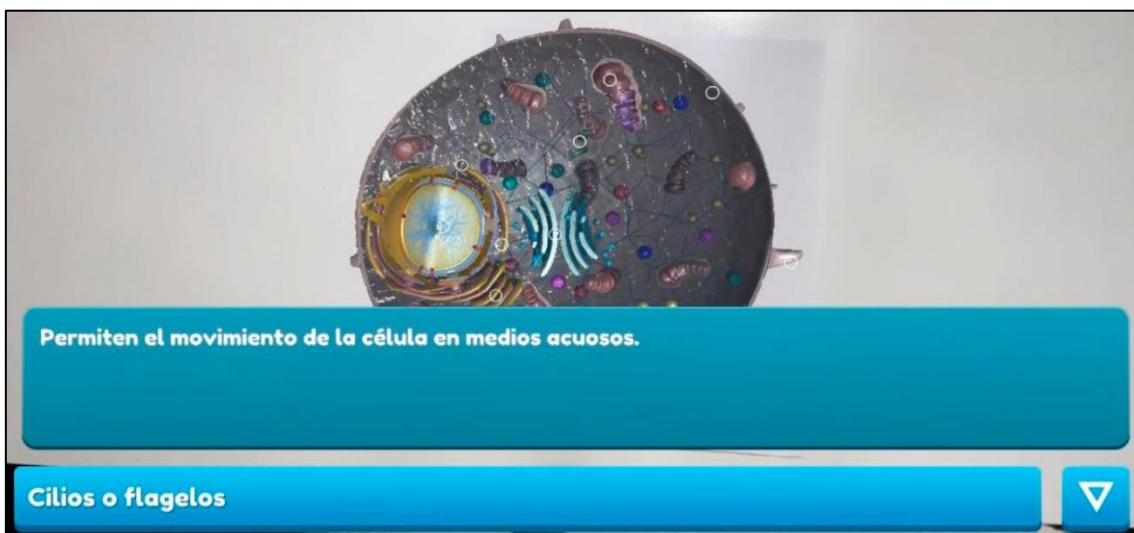 Permiten el movimiento de la célula en medios acuosos.
Cilios o flagelos